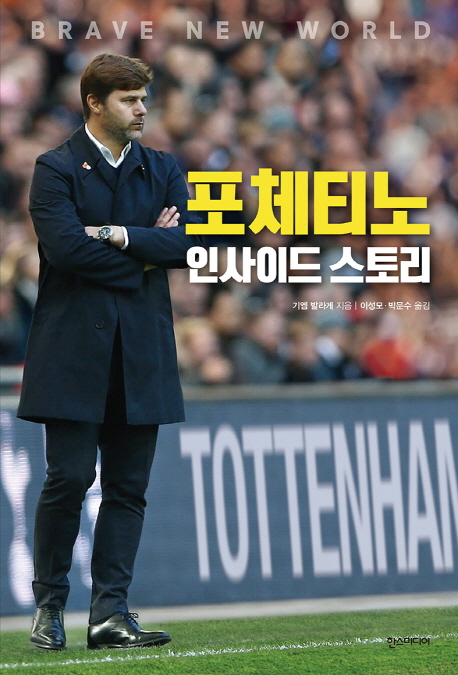 BRAVE NEW WORLD
포체티노
인사이드 스토리
기엠 발라게 지음 | 이성모 · 박문수 옮김
TOTTENHAM
한스미디어